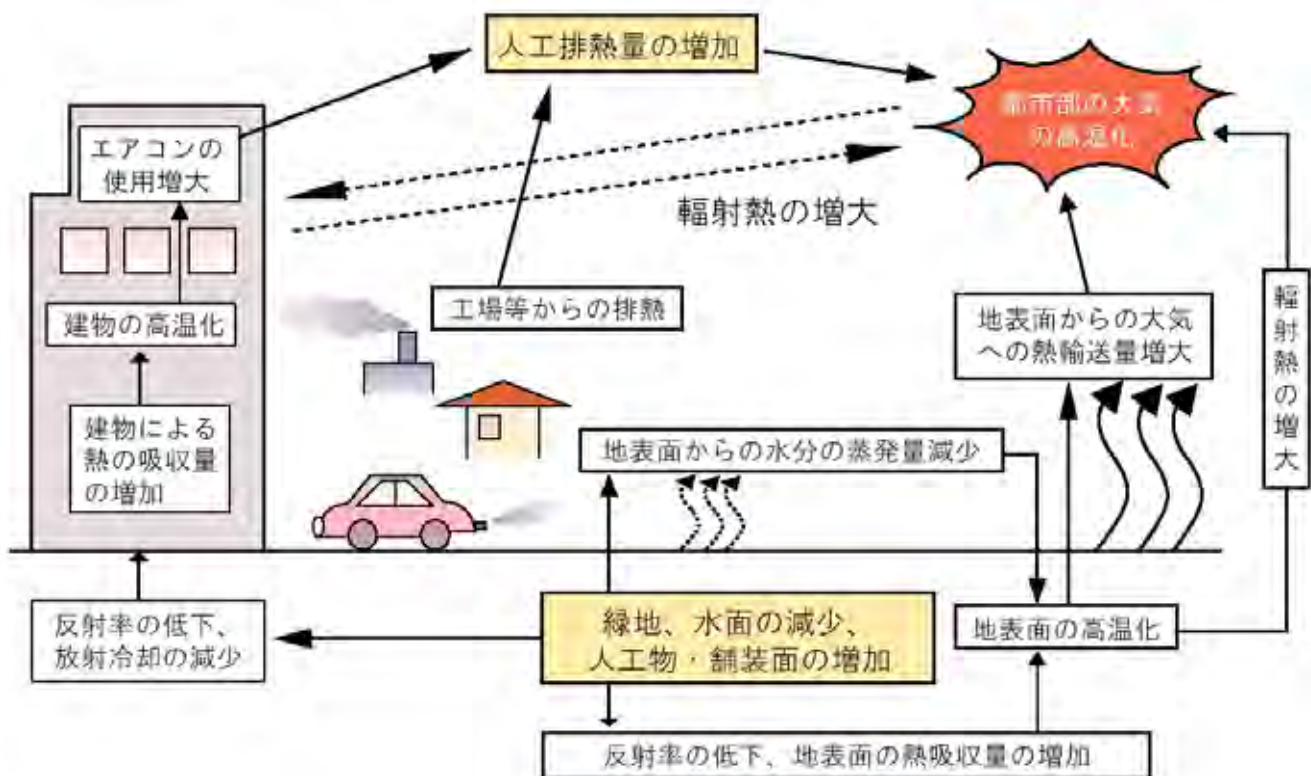 人工排熱量の増加
都市部の大気
の高温化
エアコンの
使用増大
輻射熱の増大
建物の高温化
工場等からの排熱
地表面からの大気
への熱輸送量増大
輻射熱の増大
建物による
熱の吸収量
の増加
地表面からの水分の蒸発量減少
反射率の低下、
放射冷却の減少
緑地、水面の減少、
人工物・舗装面の増加
地表面の高温化
反射率の低下、地表面の熱吸収量の増加